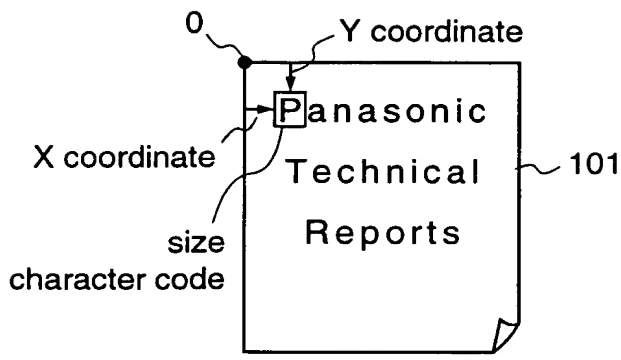 0
Y coordinate
Panasonic
X coordinate
Technical
101
Reports
size
character code